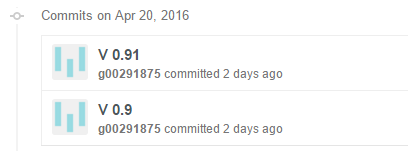 Commits on Apr 20, 2016
V 0.91
g00291875 committed 2 days ago
V 0.9
g00291875 committed 2 days ago